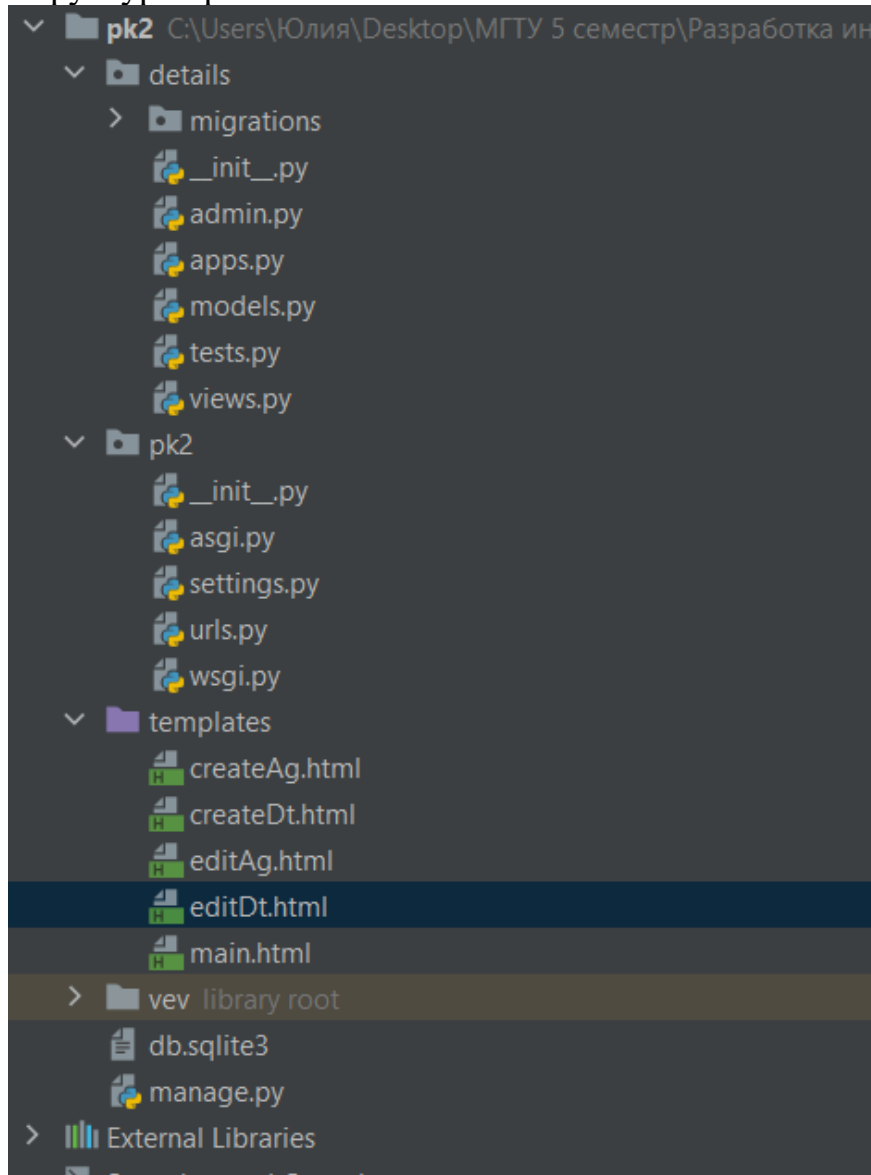 pk2 C:\Users\Юлия\Desktop\МГТУ 5 семестр\Разработка ин
details
migrations
__init__.py
admin.py
apps.py
models.py
tests.py
views.py
pk2
__init__.py
asgi.py
settings.py
urls.py
wsgi.py
templates
createAg.html
createDt.html
editAg.html
editDt.html
main.html
vev library root
db.sqlite3
manage.py
External Libraries